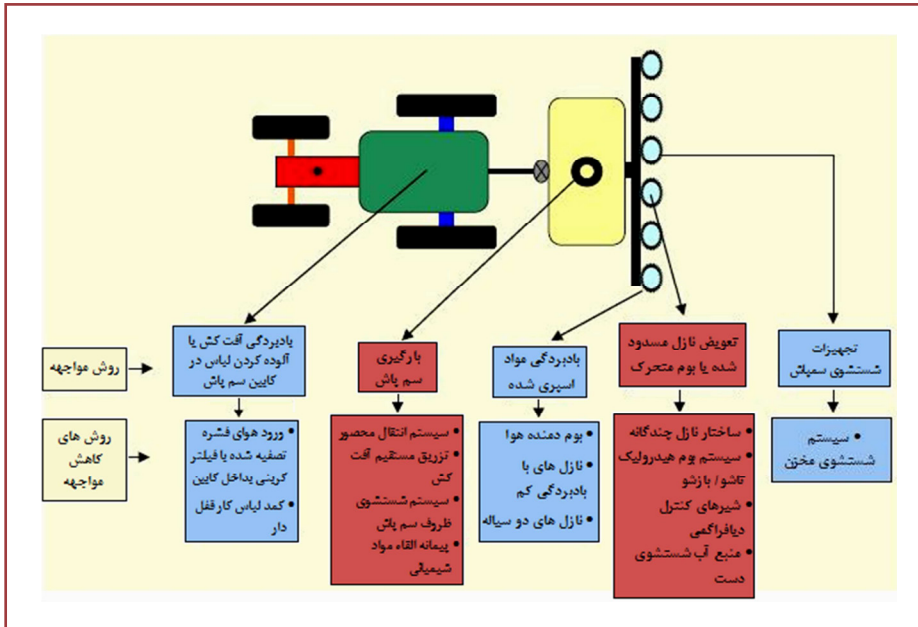 روش مواجهه
یادبردگی آفت کش یا
آلوده کردن لباس در
کابین سم پاش
بارگیری
سم پاش
بادبردگی مواد
اسپری شده
تعویض نازل مسدود
شده یا بوم متحرک
تجهیزات
شستشوی سمپاش
روش های
کاهش
مواجهه
• ورود هوای فشره
تصفیه شده یا فیلتر
کربنی بداخل کابین
• کمد لباس کار قفل
دار
• سیستم انتقال محصور
• تزریق مستقیم آفت
کش
• سیستم شستشوی
ظروف سم پاش
• پیمانه القاء مواد
شیمیائی
• بوم دمنده هوا
• نازل های با
بادبردگی کم
• نازل های دو سیاله
• ساختار نازل چندگانه
• سیستم بوم هیدرولیک
تاشو/ بازشو
• شیرهای کنترل
دیافراگمی
• منبع آب شستشوی
دست
• سیستم
شستشوی مخزن